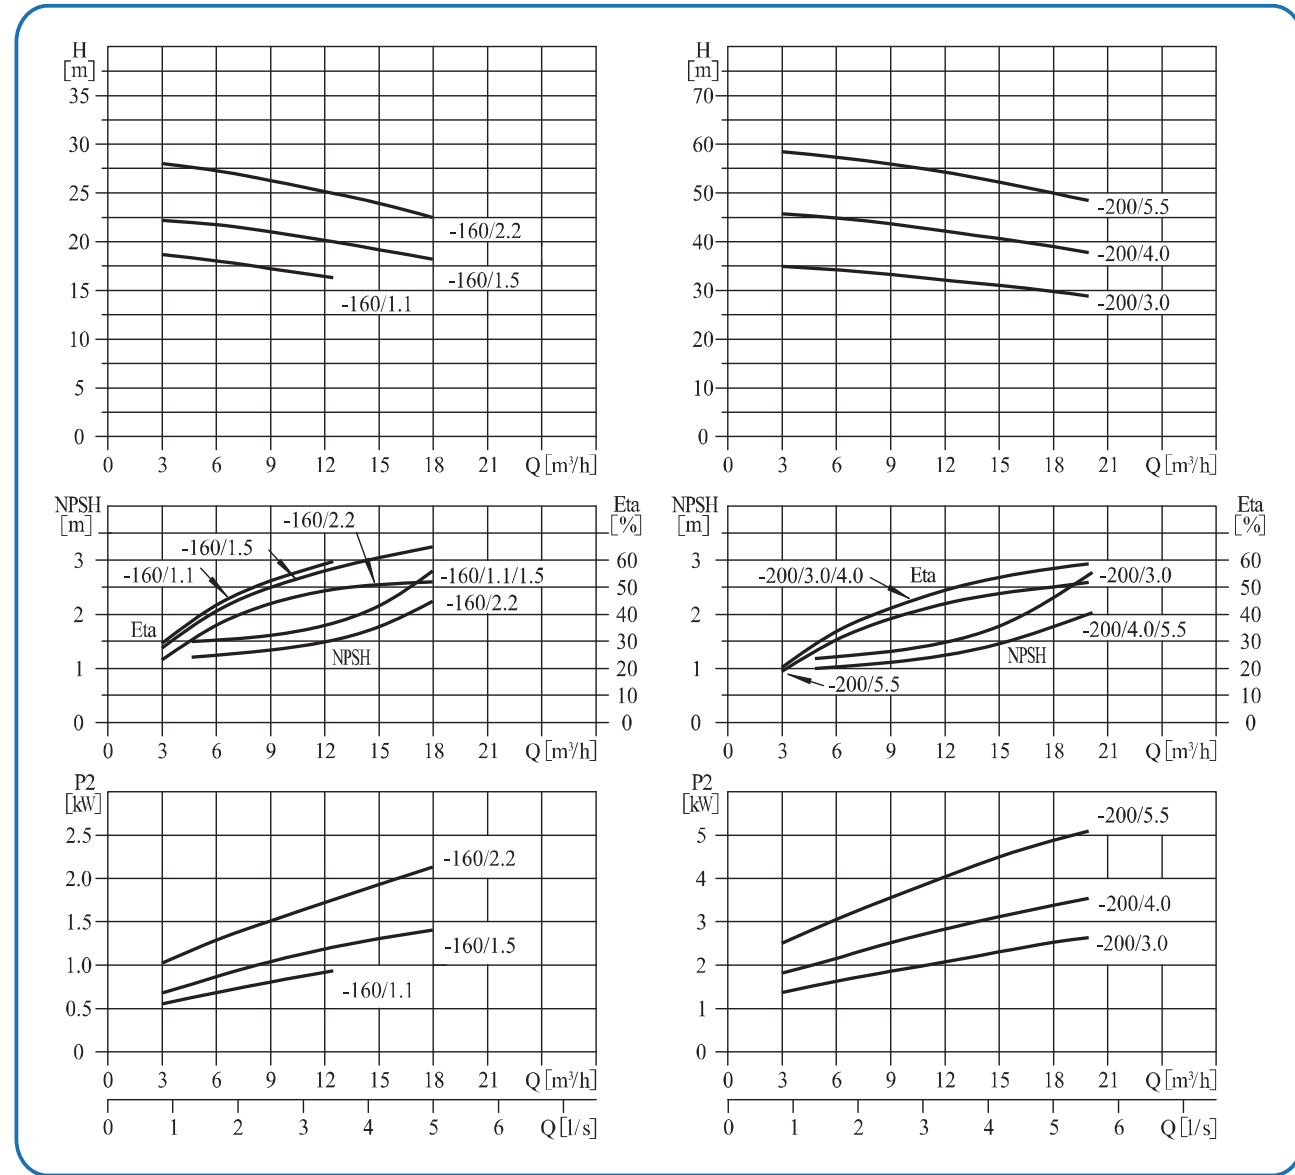 H
[m]
35
30
25
20
15
10
5
0
-160/2.2
-160/1.5
-160/1.1
0 3 6 9 12 15 18 21 Q[m³/h]
H
[m]
70
60
50
40
30
20
10
0
-200/5.5
-200/4.0
-200/3.0
0 3 6 9 12 15 18 21 Q[m³/h]
NPSH
[m]
3
2
1
0
Eta
[%]
60
50
40
30
20
10
0
-160/2.2
-160/1.5
-160/1.1
-160/1.1/1.5
-160/2.2
Eta
NPSH
0 3 6 9 12 15 18 21 Q[m³/h]
NPSH
[m]
3
2
1
0
Eta
[%]
60
50
40
30
20
10
0
-200/3.0/4.0
Eta
-200/3.0
-200/4.0/5.5
NPSH
-200/5.5
0 3 6 9 12 15 18 21 Q[m³/h]
P2
[kW]
2.5
2.0
1.5
1.0
0.5
0
-160/2.2
-160/1.5
-160/1.1
0 3 6 9 12 15 18 21 Q[m³/h]
0 1 2 3 4 5 6 Q[l/s]
P2
[kW]
5
4
3
2
1
0
-200/5.5
-200/4.0
-200/3.0
0 3 6 9 12 15 18 21 Q[m³/h]
0 1 2 3 4 5 6 Q[l/s]